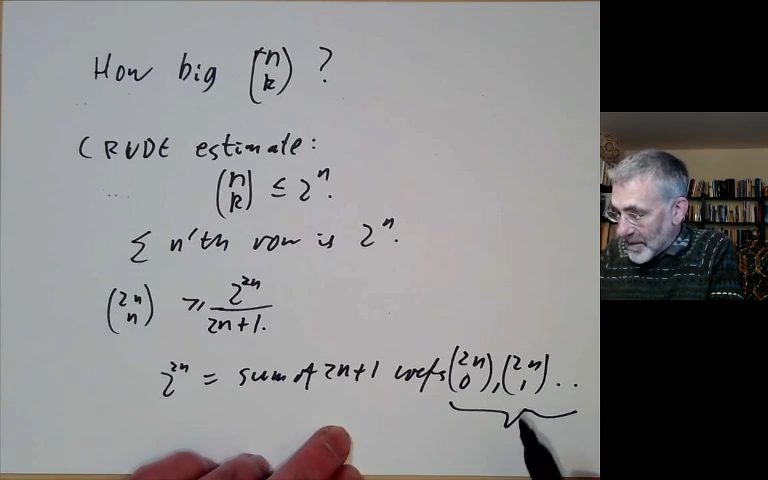 How big (n k) ?
CRUDE estimate:
(n k) ≤ 2^n.
Σ n'th row is 2^n.
(2n n) ≥ 2^2n / 2n+1.
2^2n = sum of 2n+1 coefs (2n 0), (2n 1) . .